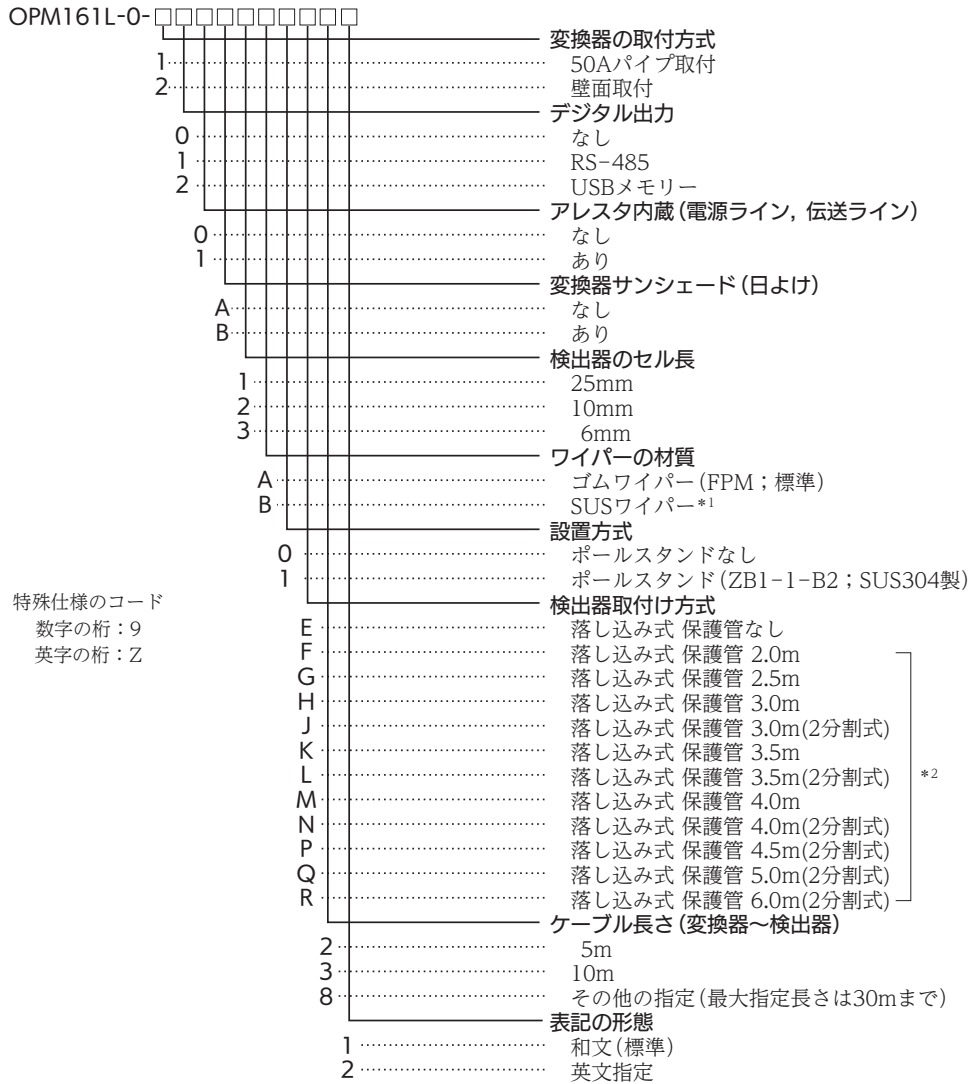 OPM161L-0-□□□□□□□□□□
変換器の取付方式
1 50Aパイプ取付
2 壁面取付
デジタル出力
0 なし
1 RS-485
2 USBメモリー
アレスタ内蔵(電源ライン, 伝送ライン)
0 なし
1 あり
変換器サンシェード(日よけ)
A なし
B あり
検出器のセル長
1 25mm
2 10mm
3 6mm
ワイパーの材質
A ゴムワイパー(FPM;標準)
B SUSワイパー*1
設置方式
0 ポールスタンドなし
1 ポールスタンド(ZB1-1-B2;SUS304製)
特殊仕様のコード
数字の桁:9
英字の桁:Z
検出器取付け方式
E 落し込み式 保護管なし
F 落し込み式 保護管 2.0m
G 落し込み式 保護管 2.5m
H 落し込み式 保護管 3.0m
J 落し込み式 保護管 3.0m(2分割式)
K 落し込み式 保護管 3.5m
L 落し込み式 保護管 3.5m(2分割式) *2
M 落し込み式 保護管 4.0m
N 落し込み式 保護管 4.0m(2分割式)
P 落し込み式 保護管 4.5m(2分割式)
Q 落し込み式 保護管 5.0m(2分割式)
R 落し込み式 保護管 6.0m(2分割式)
ケーブル長さ(変換器~検出器)
2 5m
3 10m
8 その他の指定(最大指定長さは30mまで)
表記の形態
1 和文(標準)
2 英文指定